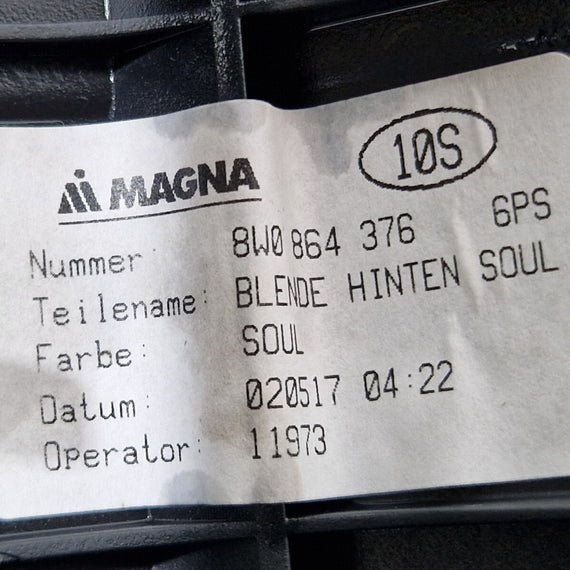 MAGNA 10S
Nummer: 8W0 864 376 6PS
Teilename: BLENDE HINTEN SOUL
Farbe: SOUL
Datum: 020517 04:22
Operator: 11973